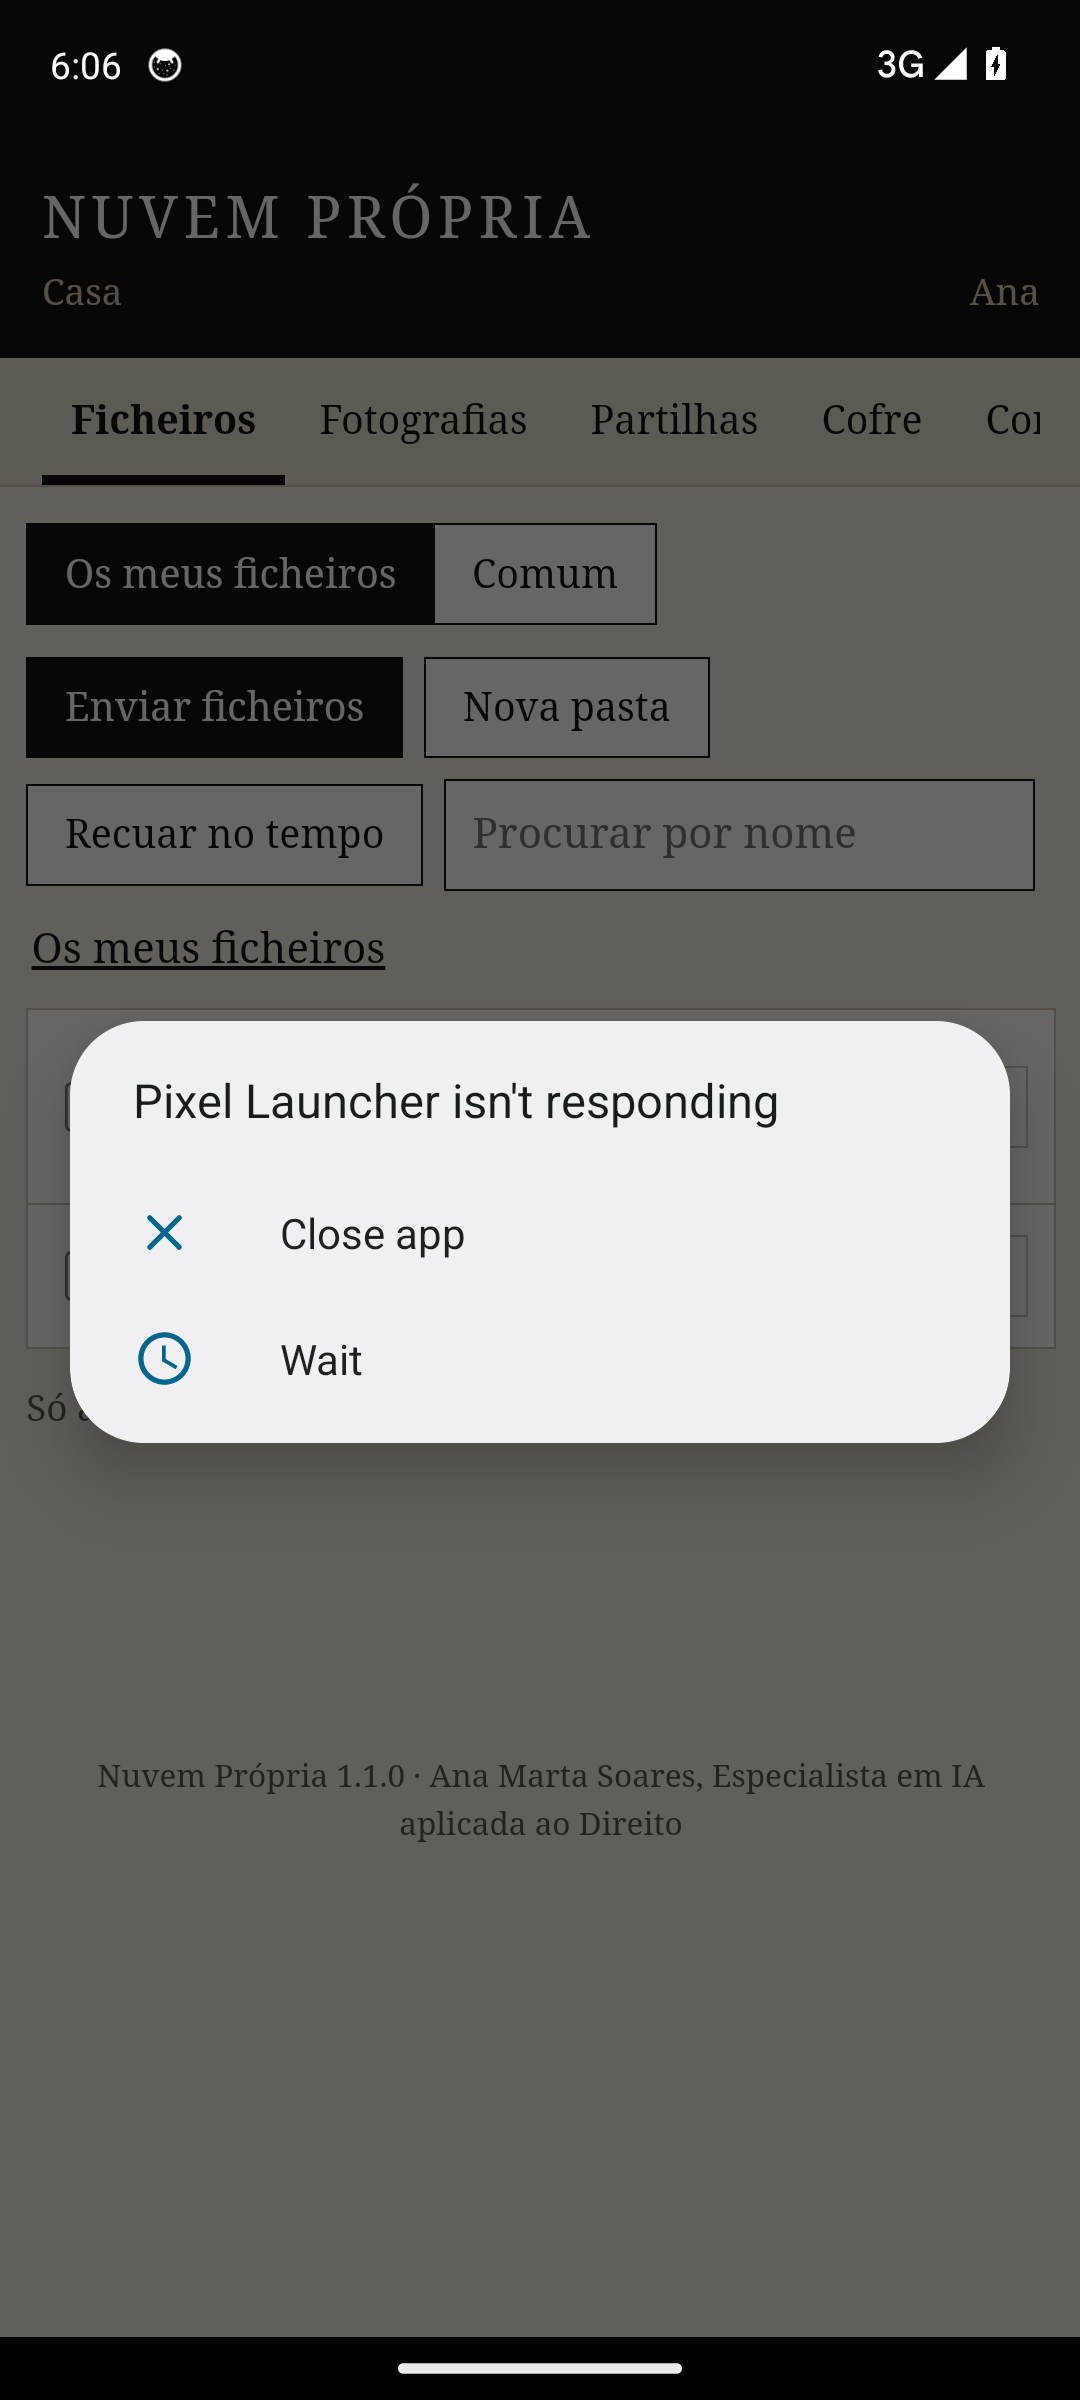 6:06
3G
NUVEM PRÓPRIA
Casa
Ana
Ficheiros
Fotografias
Partilhas
Cofre
Os meus ficheiros
Comum
Enviar ficheiros
Nova pasta
Recuar no tempo
Procurar por nome
Os meus ficheiros
Pixel Launcher isn't responding
Close app
Wait
Só
Nuvem Própria 1.1.0 · Ana Marta Soares, Especialista em IA
aplicada ao Direito